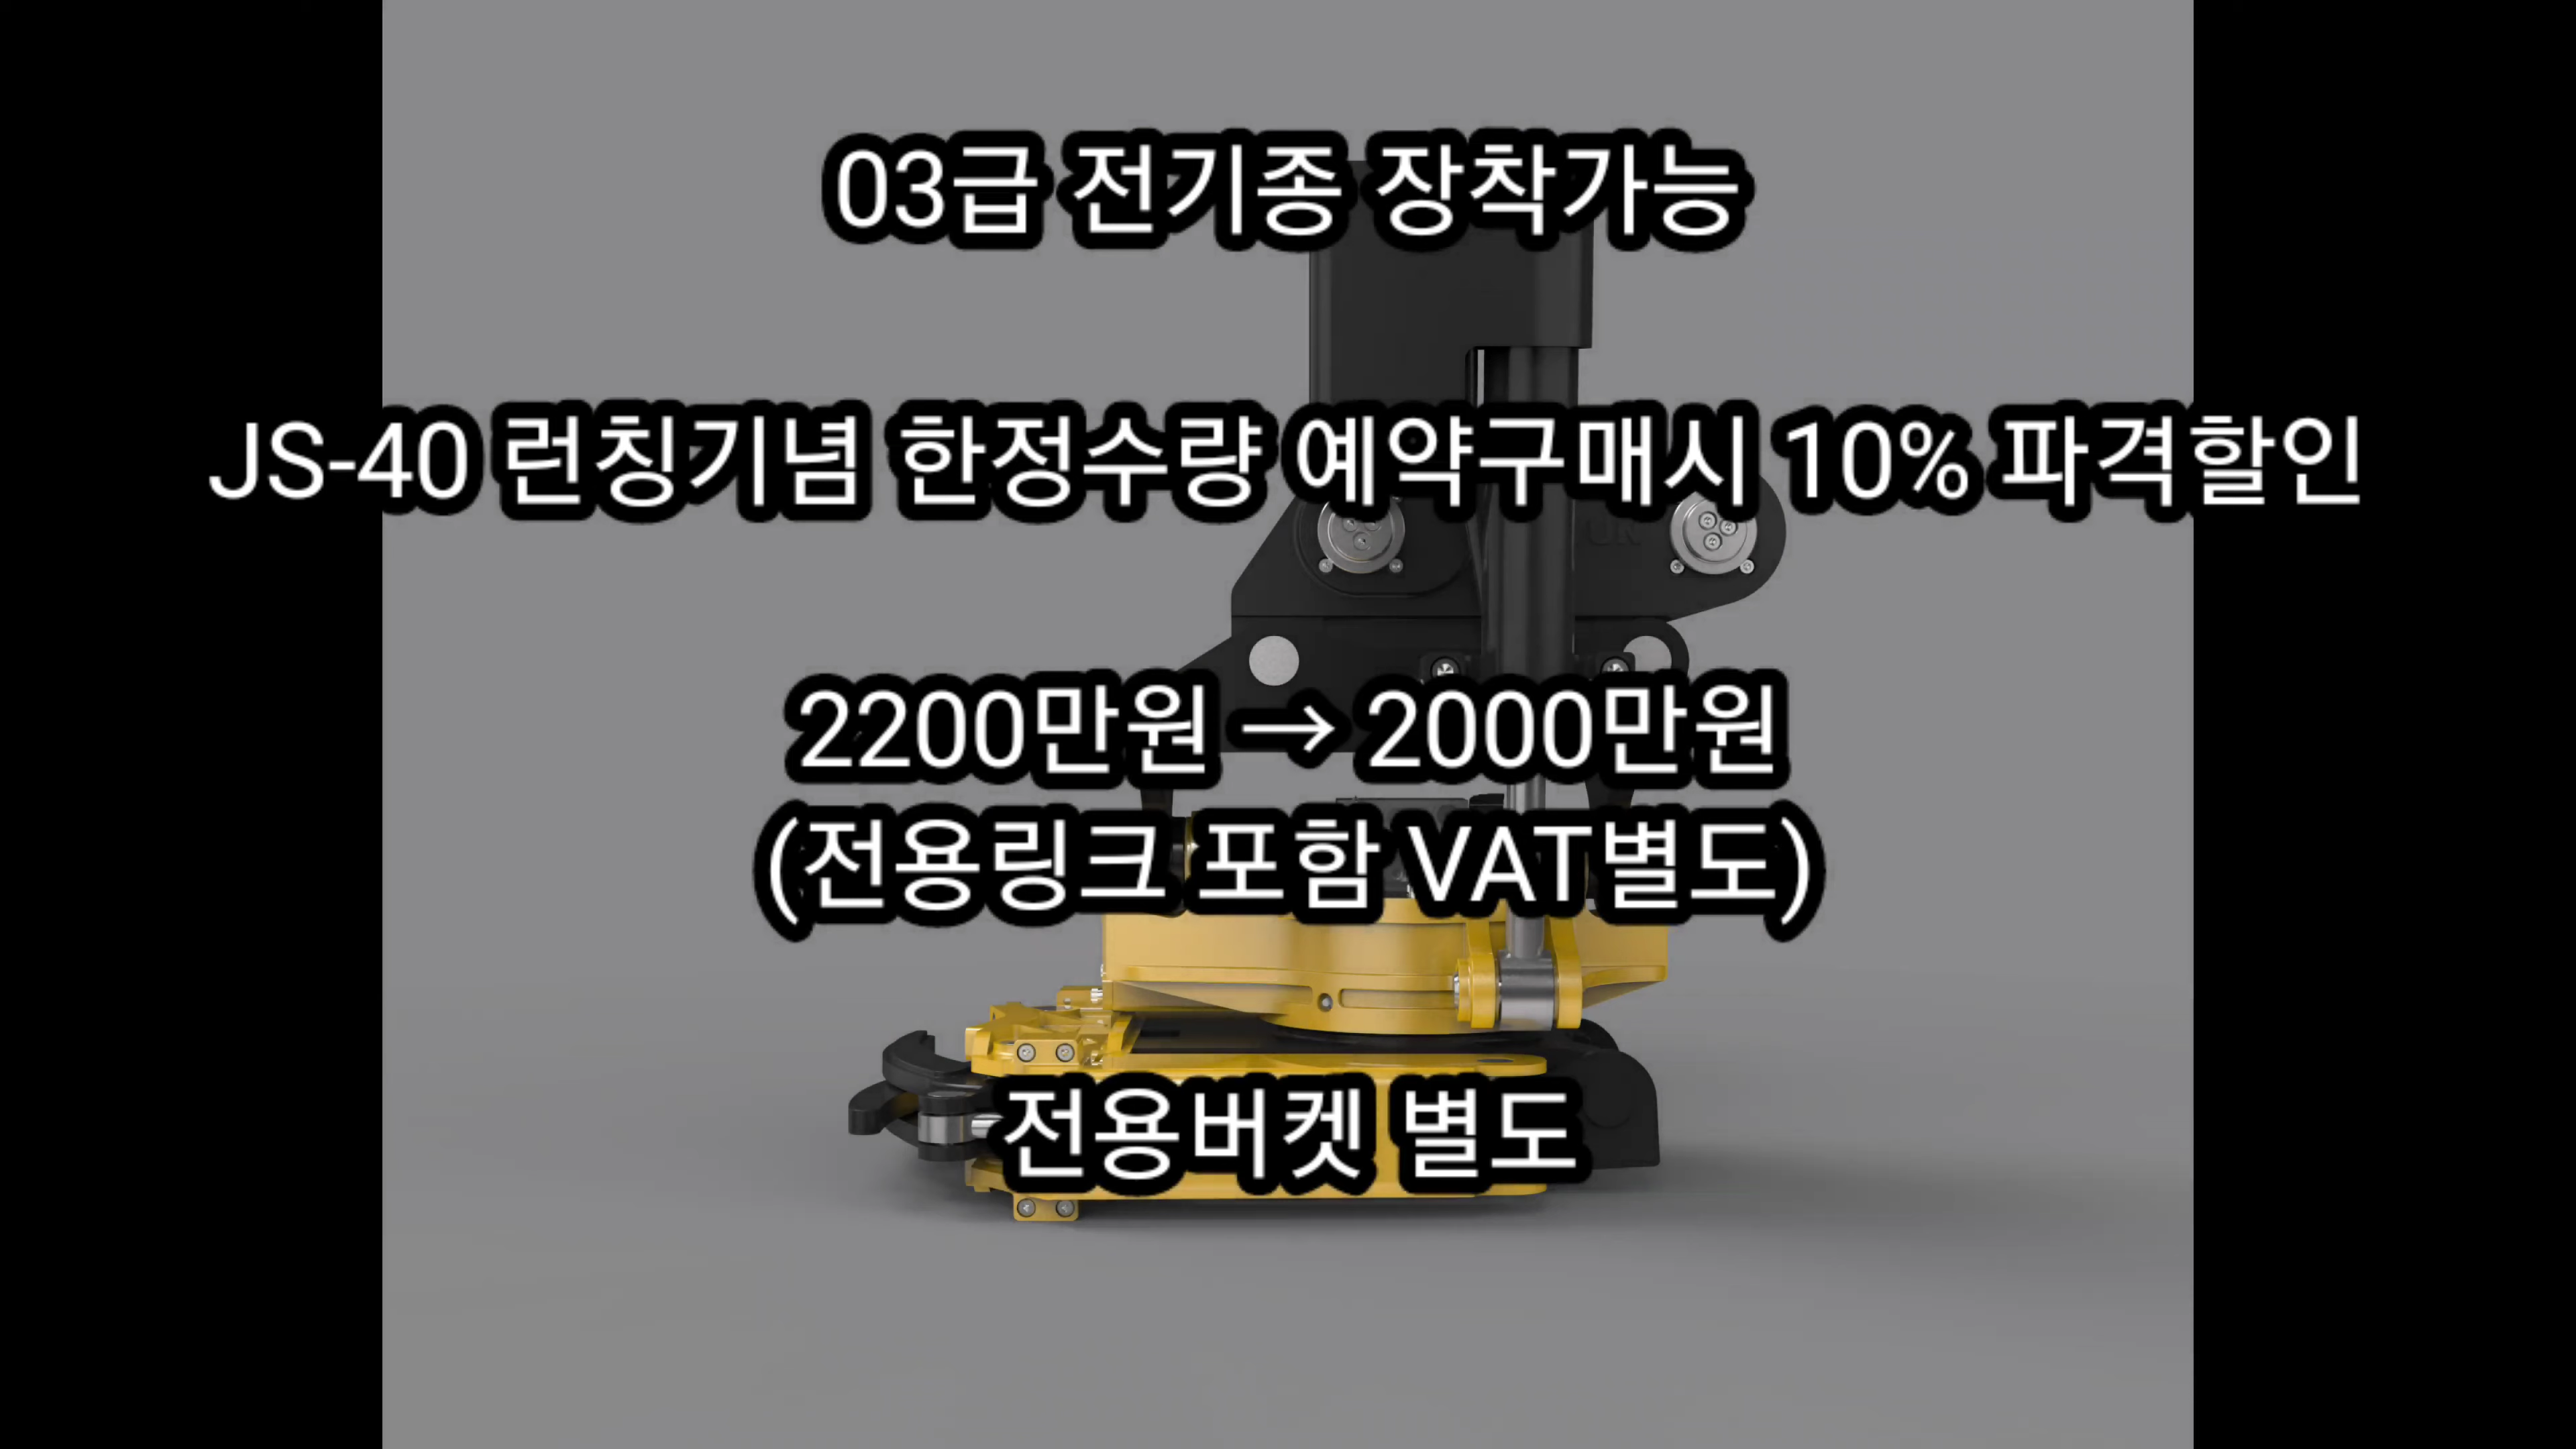 03급 전기종 장착가능
JS-40 런칭기념 한정수량 예약구매시 10% 파격할인
2200만원 → 2000만원
(전용링크 포함 VAT별도)
전용버켓 별도